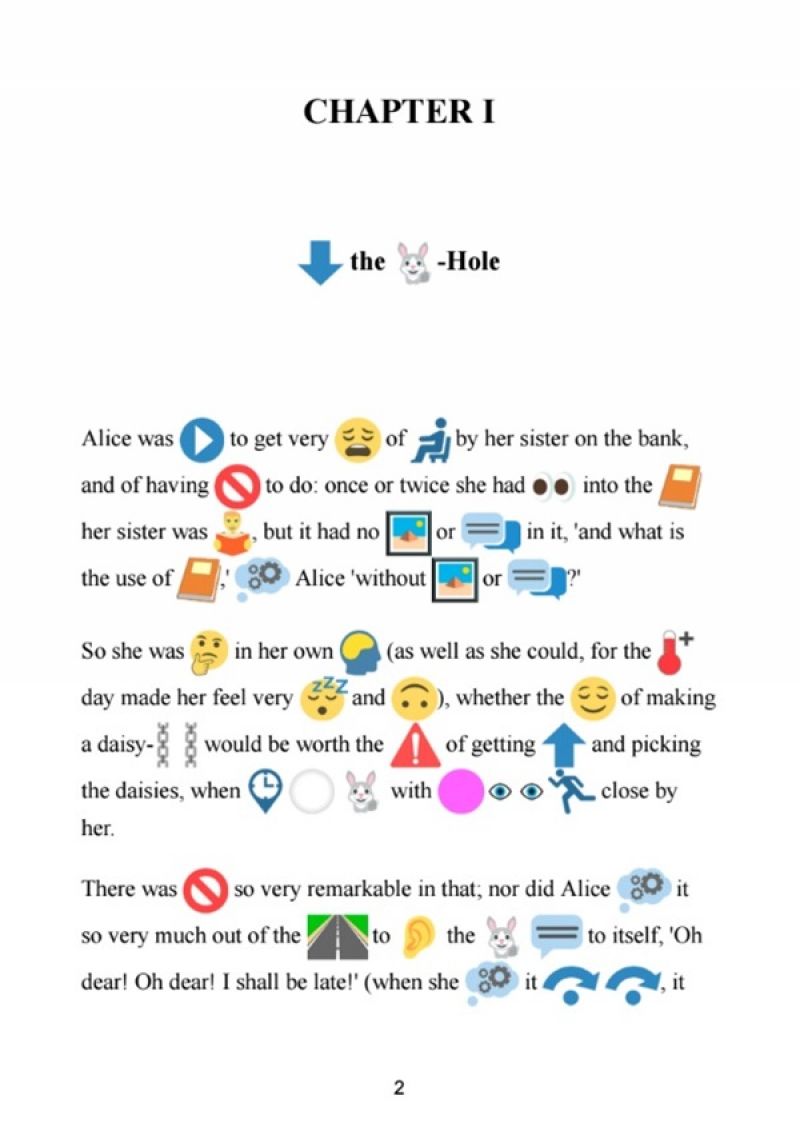 CHAPTER I
the -Hole
Alice was to get very of by her sister on the bank,
and of having to do: once or twice she had into the
her sister was , but it had no or in it, 'and what is
the use of ,' Alice 'without or ?'
So she was in her own (as well as she could, for the
day made her feel very and ), whether the of making
a daisy- would be worth the of getting and picking
the daisies, when with close by
her.
There was so very remarkable in that; nor did Alice it
so very much out of the to the to itself, 'Oh
dear! Oh dear! I shall be late!' (when she it , it
2